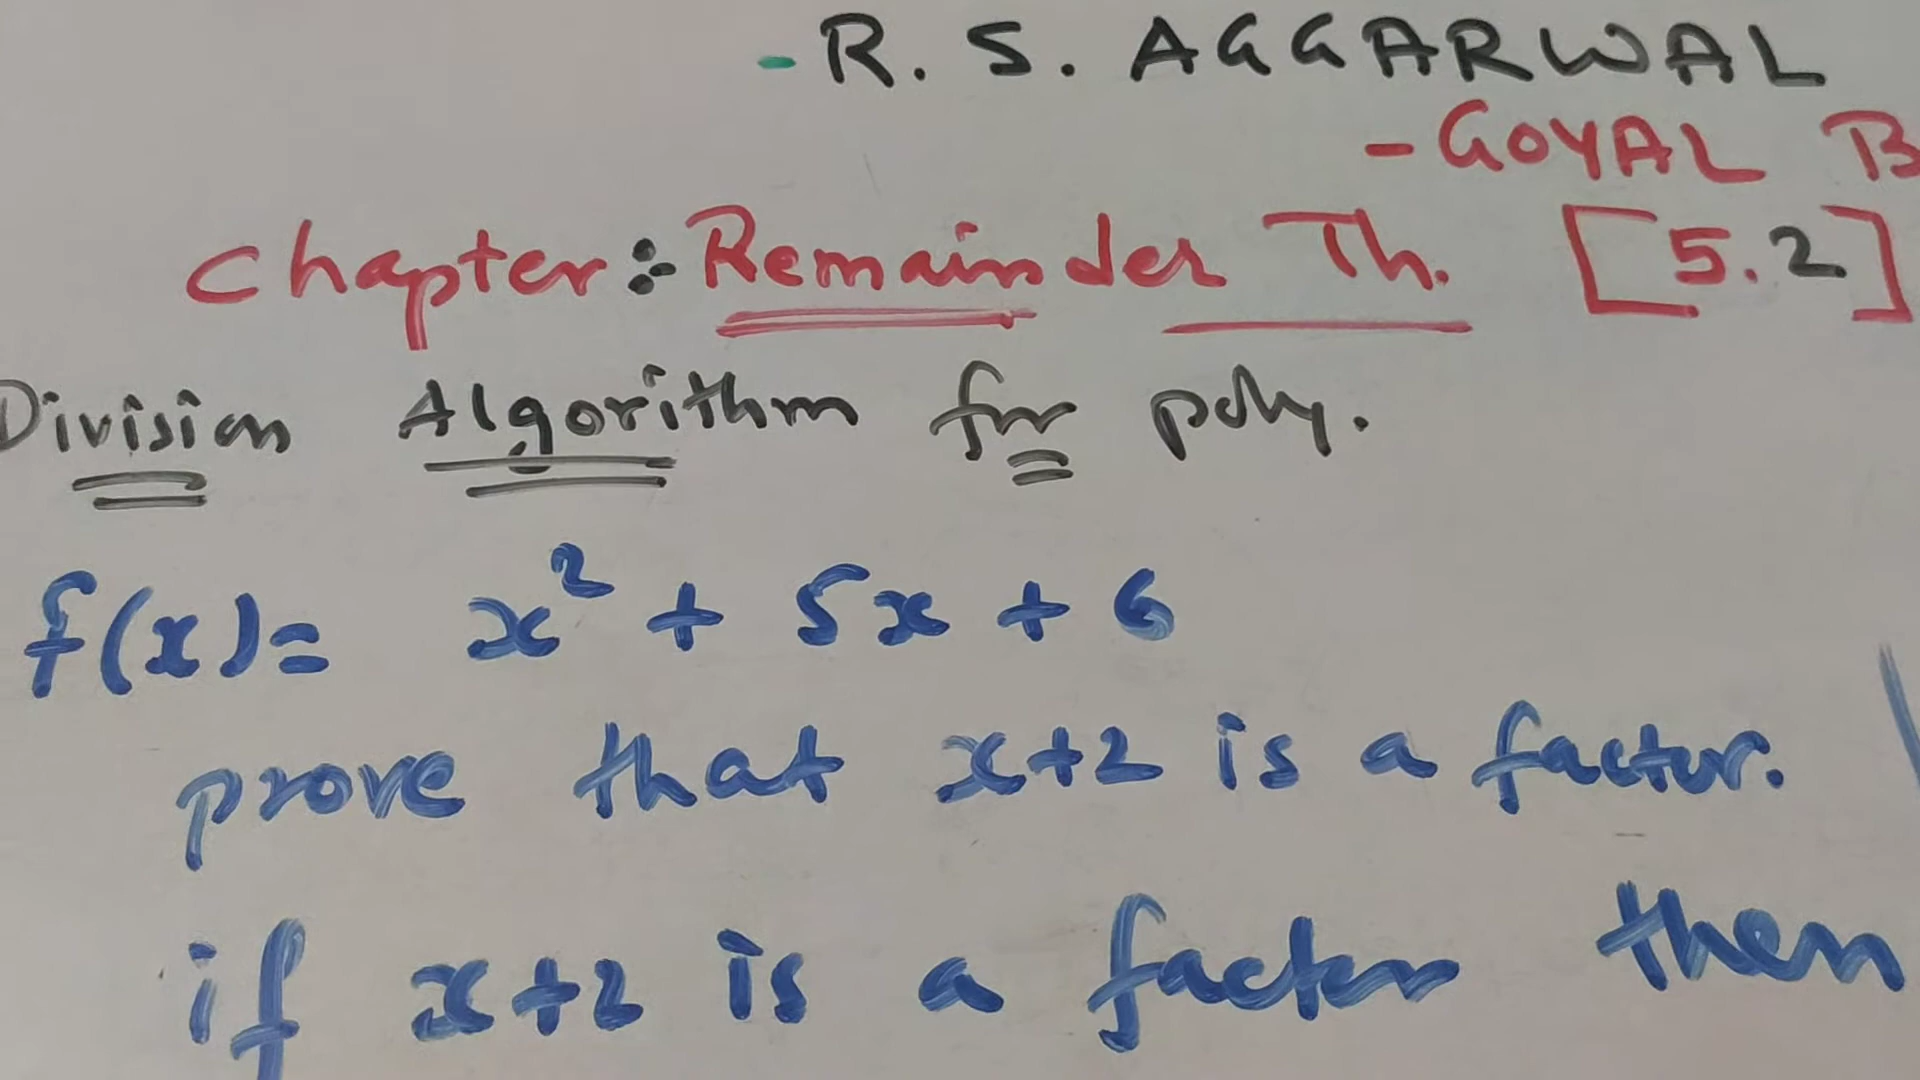 - R. S. AGGARWAL
- GOYAL B
Chapter: Remainder Th. [5.2]
Division Algorithm for poly.
f(x) = x² + 5x + 6
prove that x+2 is a factor.
if x+2 is a factor then